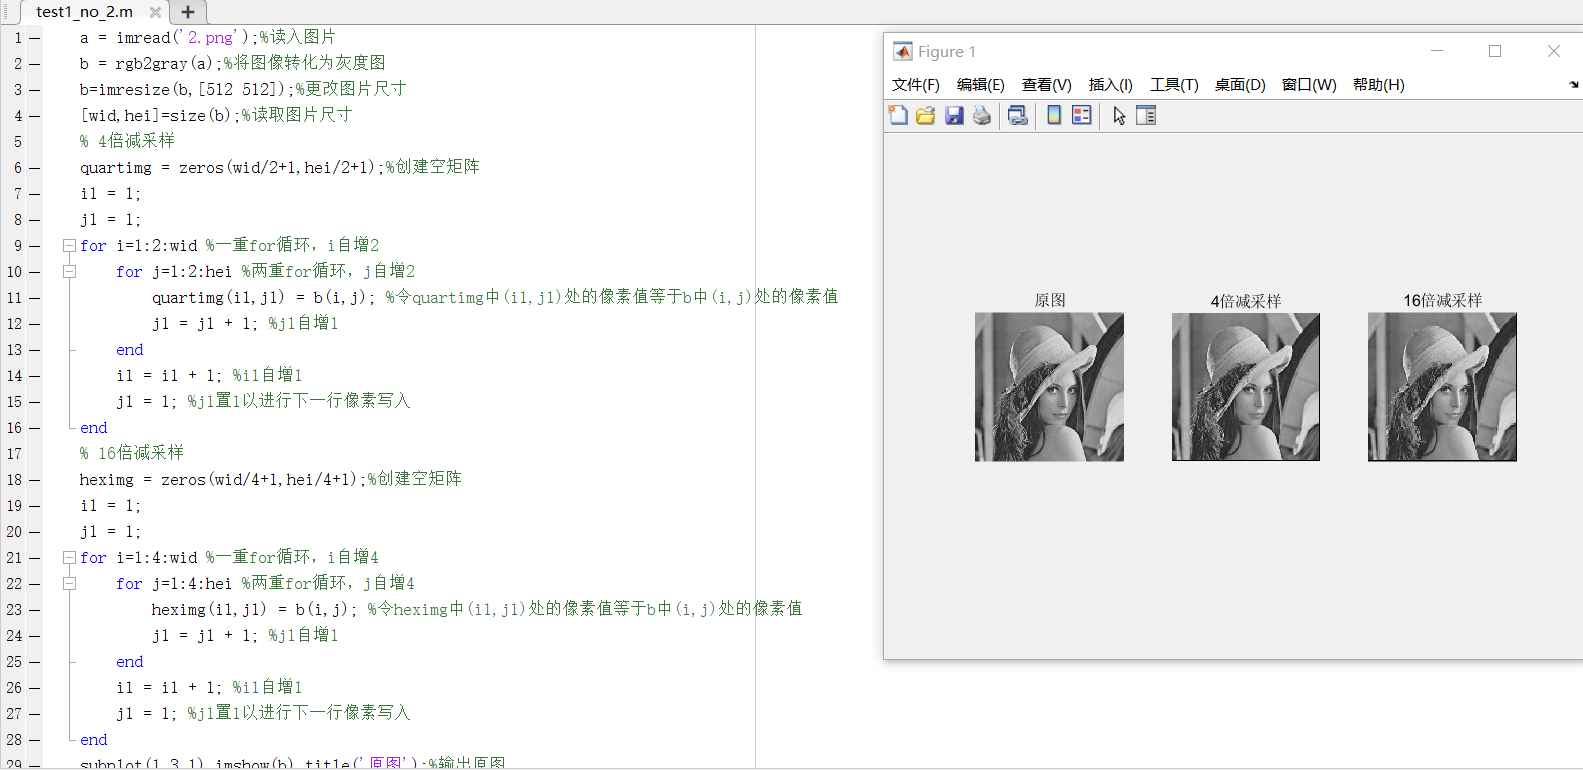 test1_no_2.m
1 a = imread('2.png');%读入图片
2 b = rgb2gray(a);%将图像转化为灰度图
3 b=imresize(b,[512 512]);%更改图片尺寸
4 [wid,hei]=size(b);%读取图片尺寸
5 % 4倍减采样
6 quartimg = zeros(wid/2+1,hei/2+1);%创建空矩阵
7 i1 = 1;
8 j1 = 1;
9 for i=1:2:wid %一重for循环，i自增2
10 for j=1:2:hei %两重for循环，j自增2
11 quartimg(i1,j1) = b(i,j); %令quartimg中(i1,j1)处的像素值等于b中(i,j)处的像素值
12 j1 = j1 + 1; %j1自增1
13 end
14 i1 = i1 + 1; %i1自增1
15 j1 = 1; %j1置1以进行下一行像素写入
16 end
17 % 16倍减采样
18 heximg = zeros(wid/4+1,hei/4+1);%创建空矩阵
19 i1 = 1;
20 j1 = 1;
21 for i=1:4:wid %一重for循环，i自增4
22 for j=1:4:hei %两重for循环，j自增4
23 heximg(i1,j1) = b(i,j); %令heximg中(i1,j1)处的像素值等于b中(i,j)处的像素值
24 j1 = j1 + 1; %j1自增1
25 end
26 i1 = i1 + 1; %i1自增1
27 j1 = 1; %j1置1以进行下一行像素写入
28 end
29 subplot(1,3,1),imshow(b),title('原图');%输出原图
Figure 1
文件(F) 编辑(E) 查看(V) 插入(I) 工具(T) 桌面(D) 窗口(W) 帮助(H)
原图 4倍减采样 16倍减采样